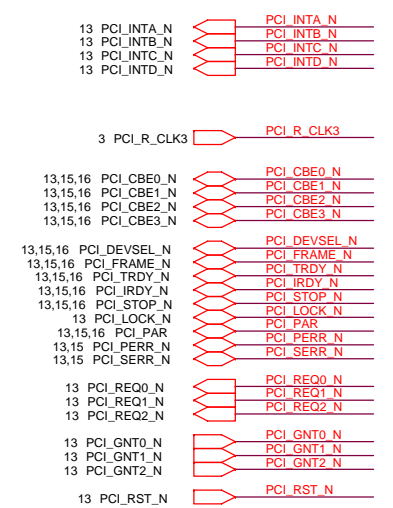 13 PCI_INTA_N PCI_INTA_N
13 PCI_INTB_N PCI_INTB_N
13 PCI_INTC_N PCI_INTC_N
13 PCI_INTD_N PCI_INTD_N
3 PCI_R_CLK3 PCI_R_CLK3
13,15,16 PCI_CBE0_N PCI_CBE0_N
13,15,16 PCI_CBE1_N PCI_CBE1_N
13,15,16 PCI_CBE2_N PCI_CBE2_N
13,15,16 PCI_CBE3_N PCI_CBE3_N
13,15,16 PCI_DEVSEL_N PCI_DEVSEL_N
13,15,16 PCI_FRAME_N PCI_FRAME_N
13,15,16 PCI_TRDY_N PCI_TRDY_N
13,15,16 PCI_IRDY_N PCI_IRDY_N
13,15,16 PCI_STOP_N PCI_STOP_N
13 PCI_LOCK_N PCI_LOCK_N
13,15,16 PCI_PAR PCI_PAR
13,15 PCI_PERR_N PCI_PERR_N
13,15 PCI_SERR_N PCI_SERR_N
13 PCI_REQ0_N PCI_REQ0_N
13 PCI_REQ1_N PCI_REQ1_N
13 PCI_REQ2_N PCI_REQ2_N
13 PCI_GNT0_N PCI_GNT0_N
13 PCI_GNT1_N PCI_GNT1_N
13 PCI_GNT2_N PCI_GNT2_N
13 PCI_RST_N PCI_RST_N